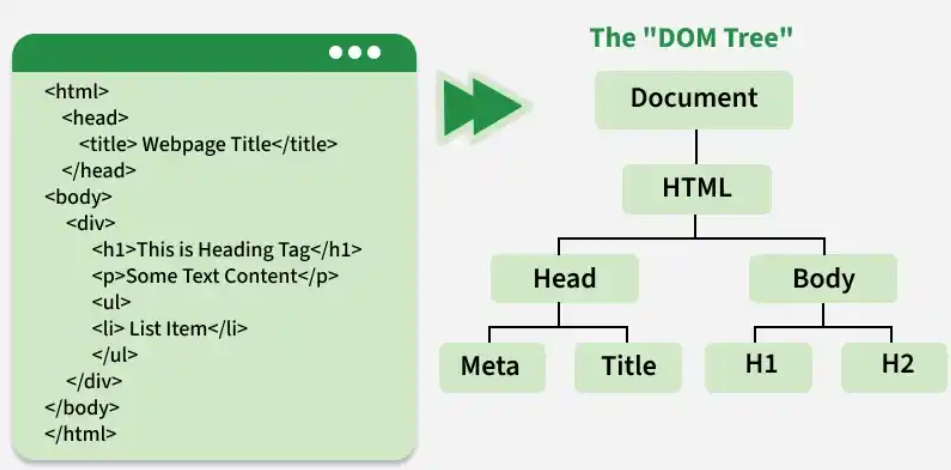 <html>
<head>
<title> Webpage Title</title>
</head>
<body>
<div>
<h1>This is Heading Tag</h1>
<p>Some Text Content</p>
<ul>
<li> List Item</li>
</ul>
</div>
</body>
</html>
The "DOM Tree"
Document
HTML
Head Body
Meta Title H1 H2